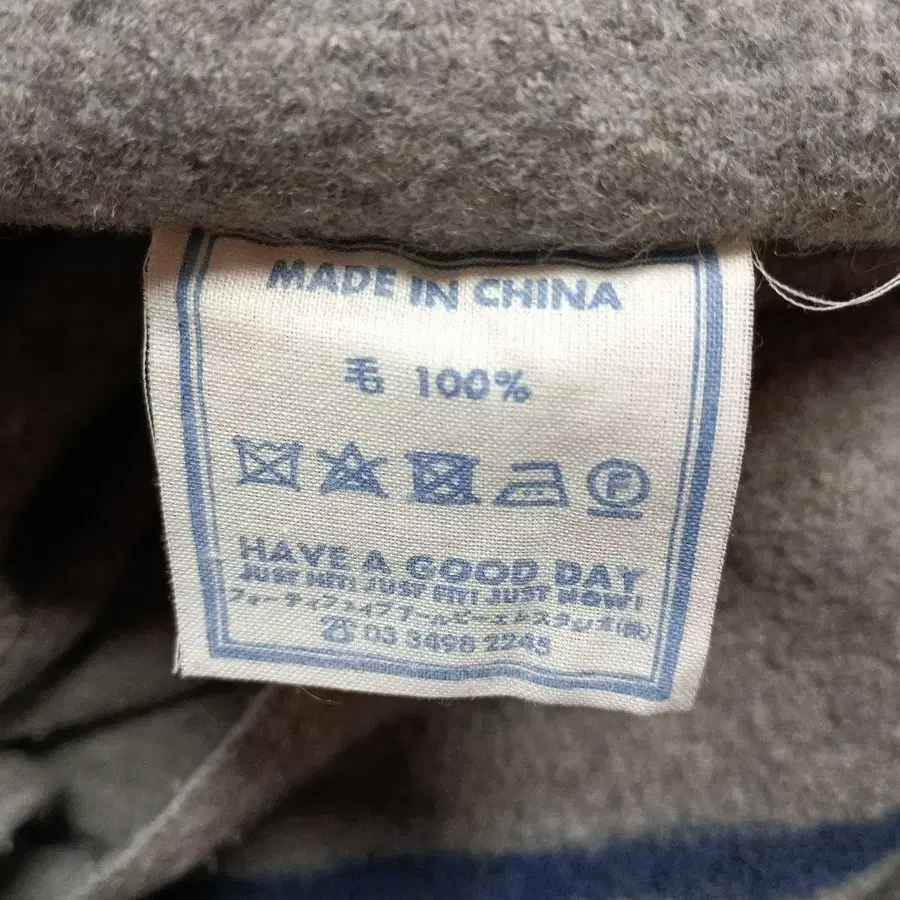 MADE IN CHINA
毛 100%
F
HAVE A GOOD DAY
JUST HIT! JUST FIT! JUST NOW!
フォーティファイブアールピーエムスタジオ(株)
☎ 03 3498 2245